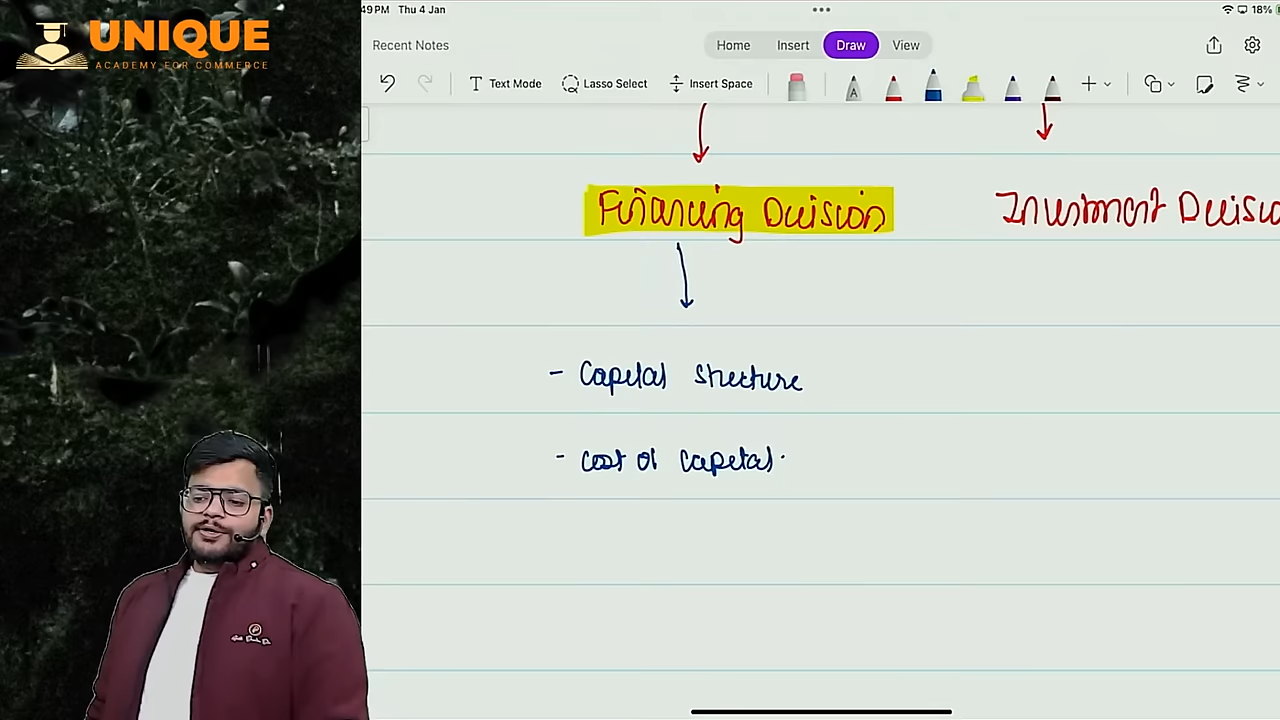 UNIQUE
ACADEMY FOR COMMERCE
49 PM Thu 4 Jan
18%
Recent Notes
Home Insert Draw View
Text Mode Lasso Select Insert Space
Financing Decision
Investment Decisio
- Capital Structure
- Cost of Capital.